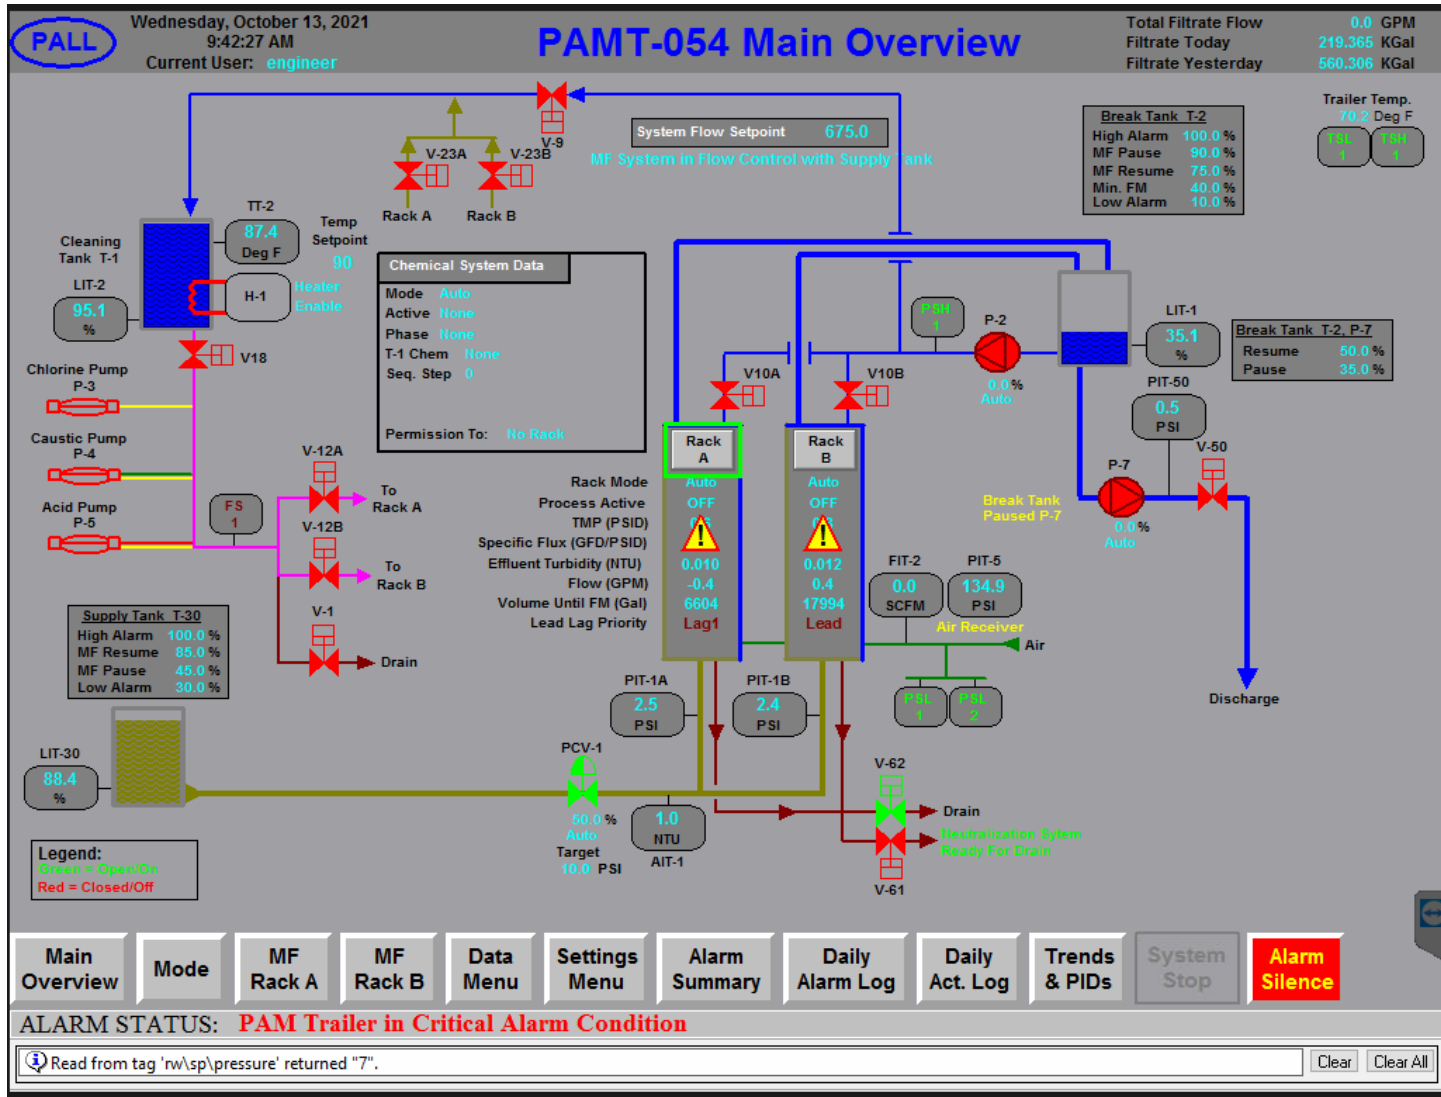 PALL
Wednesday, October 13, 2021
9:42:27 AM
Current User: engineer
PAMT-054 Main Overview
Total Filtrate Flow 0.0 GPM
Filtrate Today 219.365 KGal
Filtrate Yesterday 560.306 KGal
V-9
V-23A
V-23B
Rack A
Rack B
System Flow Setpoint 675.0
MF System in Flow Control with Supply Tank
Break Tank T-2
High Alarm 100.0 %
MF Pause 90.0 %
MF Resume 75.0 %
Min. FM 40.0 %
Low Alarm 10.0 %
Trailer Temp.
70.2 Deg F
TSL
1
TSH
1
Cleaning
Tank T-1
TT-2
87.4
Deg F
Temp
Setpoint
90
LIT-2
95.1
%
H-1
Heater
Enable
V18
Chemical System Data
Mode Auto
Active None
Phase None
T-1 Chem None
Seq. Step 0
Permission To: No Rack
PSH
1
P-2
0.0 %
Auto
LIT-1
35.1
%
Break Tank T-2, P-7
Resume 50.0 %
Pause 35.0 %
PIT-50
0.5
PSI
V-50
P-7
0.0 %
Auto
Break Tank
Paused P-7
Discharge
V10A
V10B
Chlorine Pump
P-3
Caustic Pump
P-4
Acid Pump
P-5
FS
1
V-12A
To
Rack A
V-12B
To
Rack B
V-1
Drain
Rack
A
Rack
B
Rack Mode Auto Auto
Process Active OFF OFF
TMP (PSID)
Specific Flux (GFD/PSID)
Effluent Turbidity (NTU) 0.010 0.012
Flow (GPM) -0.4 0.4
Volume Until FM (Gal) 6604 17994
Lead Lag Priority Lag1 Lead
FIT-2
0.0
SCFM
PIT-5
134.9
PSI
Air Receiver
Air
PSL
1
PSL
2
Supply Tank T-30
High Alarm 100.0 %
MF Resume 85.0 %
MF Pause 45.0 %
Low Alarm 30.0 %
LIT-30
88.4
%
PIT-1A
2.5
PSI
PIT-1B
2.4
PSI
PCV-1
50.0 %
Auto
Target
10.0 PSI
1.0
NTU
AIT-1
V-62
Drain
Neutralization Sytem
Ready For Drain
V-61
Legend:
Green = Open/On
Red = Closed/Off
Main
Overview
Mode
MF
Rack A
MF
Rack B
Data
Menu
Settings
Menu
Alarm
Summary
Daily
Alarm Log
Daily
Act. Log
Trends
& PIDs
System
Stop
Alarm
Silence
ALARM STATUS: PAM Trailer in Critical Alarm Condition
Read from tag 'rw\sp\pressure' returned "7".
Clear
Clear All